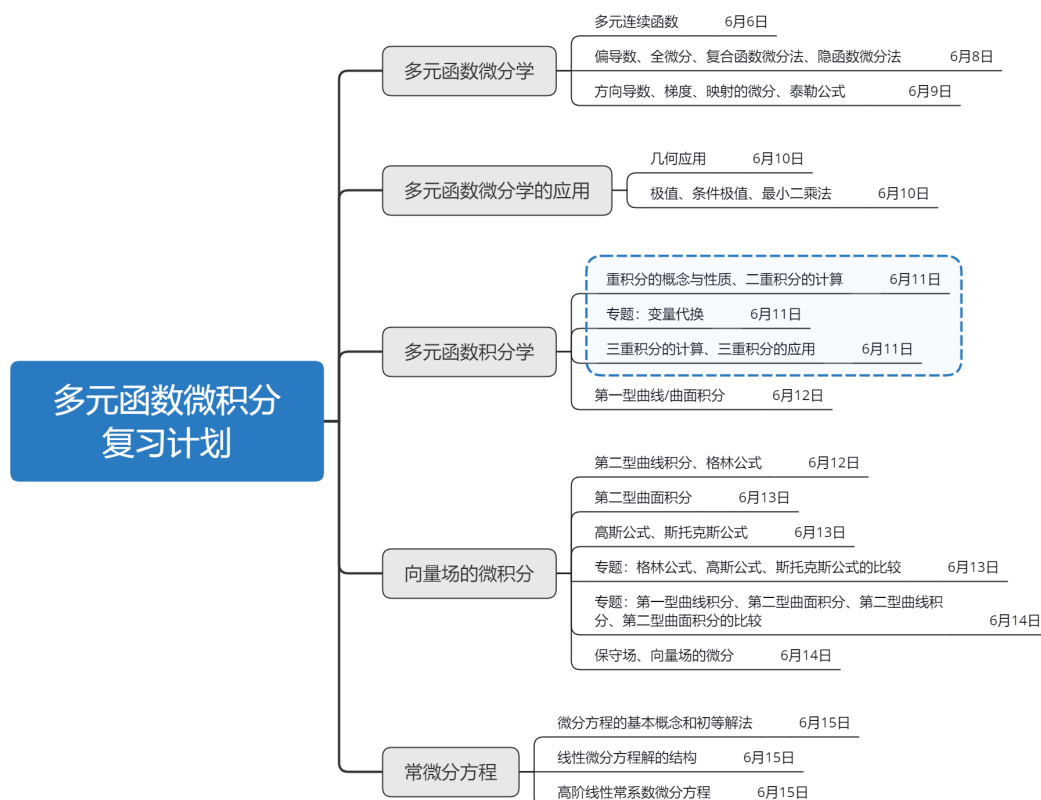 多元函数微积分
复习计划
多元函数微分学
多元连续函数 6月6日
偏导数、全微分、复合函数微分法、隐函数微分法 6月8日
方向导数、梯度、映射的微分、泰勒公式 6月9日
多元函数微分学的应用
几何应用 6月10日
极值、条件极值、最小二乘法 6月10日
多元函数积分学
重积分的概念与性质、二重积分的计算 6月11日
专题：变量代换 6月11日
三重积分的计算、三重积分的应用 6月11日
第一型曲线/曲面积分 6月12日
向量场的微积分
第二型曲线积分、格林公式 6月12日
第二型曲面积分 6月13日
高斯公式、斯托克斯公式 6月13日
专题：格林公式、高斯公式、斯托克斯公式的比较 6月13日
专题：第一型曲线积分、第二型曲面积分、第二型曲线积
分、第二型曲面积分的比较 6月14日
保守场、向量场的微分 6月14日
常微分方程
微分方程的基本概念和初等解法 6月15日
线性微分方程解的结构 6月15日
高阶线性常系数微分方程 6月15日